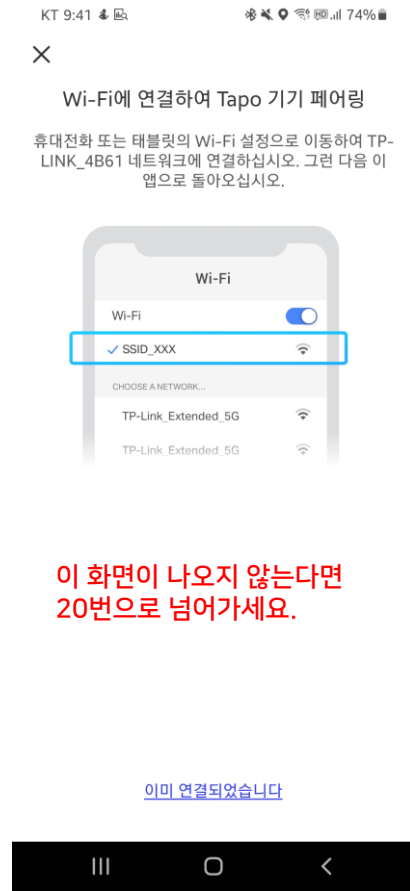 KT 9:41
74%
Wi-Fi에 연결하여 Tapo 기기 페어링
휴대전화 또는 태블릿의 Wi-Fi 설정으로 이동하여 TP-
LINK_4B61 네트워크에 연결하십시오. 그런 다음 이
앱으로 돌아오십시오.
Wi-Fi
Wi-Fi
SSID_XXX
CHOOSE A NETWORK...
TP-Link_Extended_5G
TP-Link_Extended_5G
이 화면이 나오지 않는다면
20번으로 넘어가세요.
이미 연결되었습니다